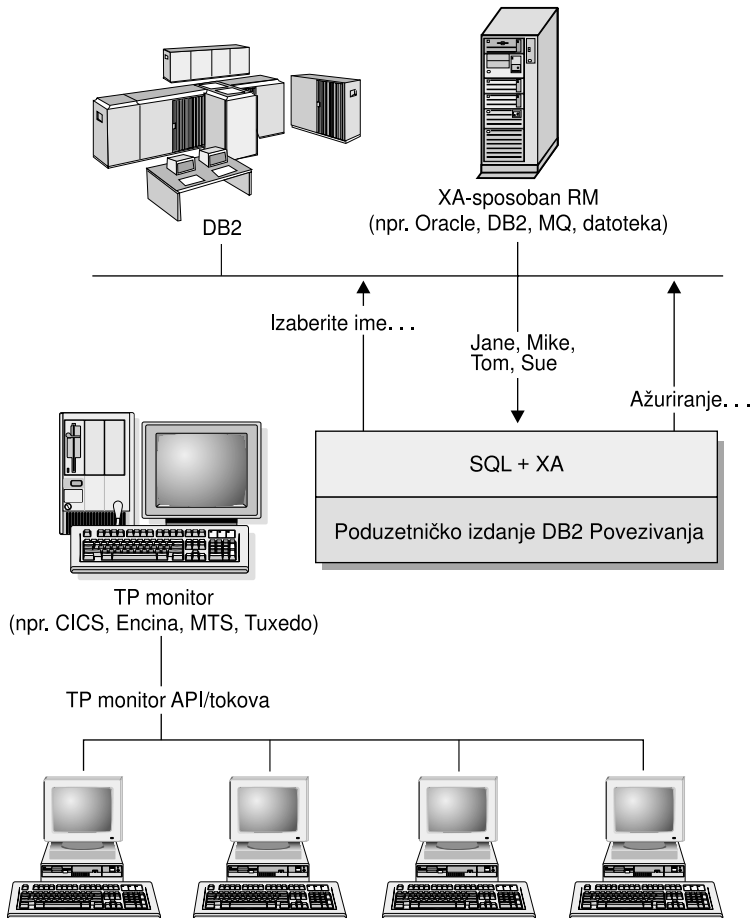 DB2
XA-sposoban RM
(npr. Oracle, DB2, MQ, datoteka)
Izaberite ime. . .
Jane, Mike,
Tom, Sue
Ažuriranje. . .
SQL + XA
Poduzetničko izdanje DB2 Povezivanja
TP monitor
(npr. CICS, Encina, MTS, Tuxedo)
TP monitor API/tokova